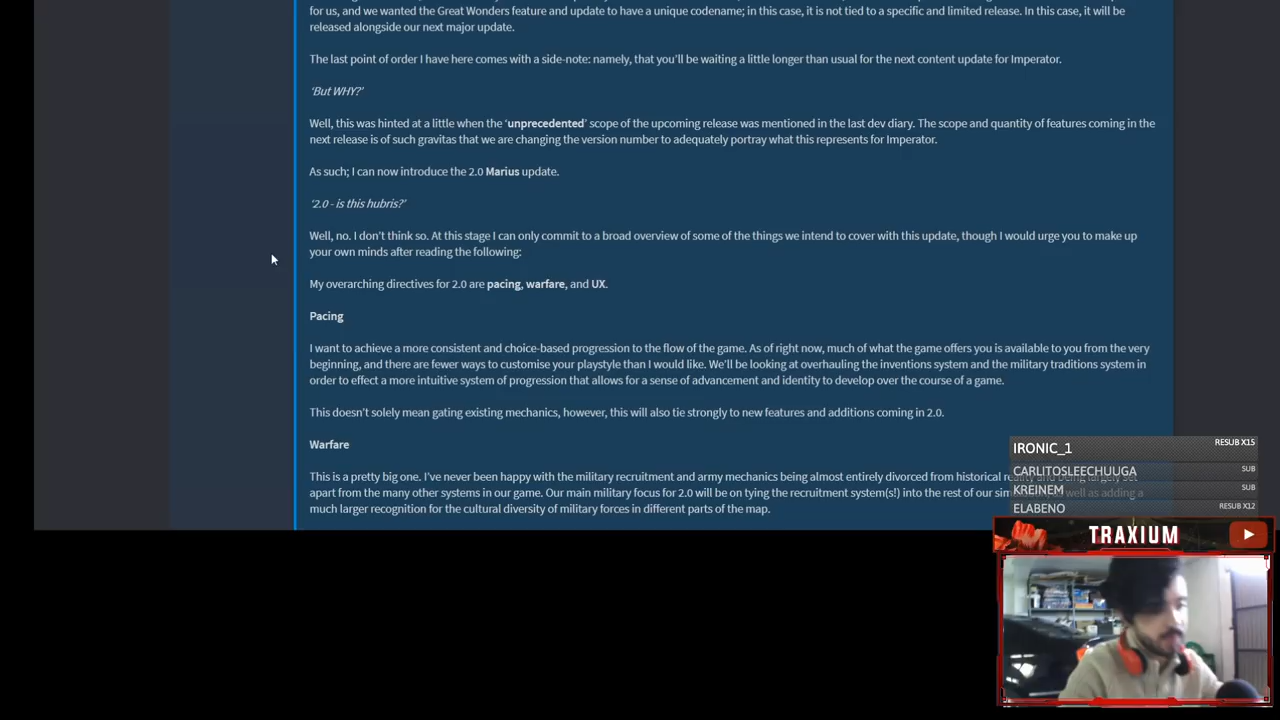 for us, and we wanted the Great Wonders feature and update to have a unique codename; in this case, it is not tied to a specific and limited release. In this case, it will be
released alongside our next major update.
The last point of order I have here comes with a side-note: namely, that you'll be waiting a little longer than usual for the next content update for Imperator.
‘But WHY?’
Well, this was hinted at a little when the ‘unprecedented’ scope of the upcoming release was mentioned in the last dev diary. The scope and quantity of features coming in the
next release is of such gravitas that we are changing the version number to adequately portray what this represents for Imperator.
As such; I can now introduce the 2.0 Marius update.
‘2.0 - is this hubris?’
Well, no. I don't think so. At this stage I can only commit to a broad overview of some of the things we intend to cover with this update, though I would urge you to make up
your own minds after reading the following:
My overarching directives for 2.0 are pacing, warfare, and UX.
Pacing
I want to achieve a more consistent and choice-based progression to the flow of the game. As of right now, much of what the game offers you is available to you from the very
beginning, and there are fewer ways to customise your playstyle than I would like. We'll be looking at overhauling the inventions system and the military traditions system in
order to effect a more intuitive system of progression that allows for a sense of advancement and identity to develop over the course of a game.
This doesn't solely mean gating existing mechanics, however, this will also tie strongly to new features and additions coming in 2.0.
Warfare
This is a pretty big one. I've never been happy with the military recruitment and army mechanics being almost entirely divorced from historical reality and being largely set
apart from the many other systems in our game. Our main military focus for 2.0 will be on tying the recruitment system(s!) into the rest of our as well as adding a
much larger recognition for the cultural diversity of military forces in different parts of the map.
IRONIC_1 RESUB X15
CARLITOSLEECHUUGA SUB
KREINEM SUB
ELABENO RESUB X12
TRAXIUM